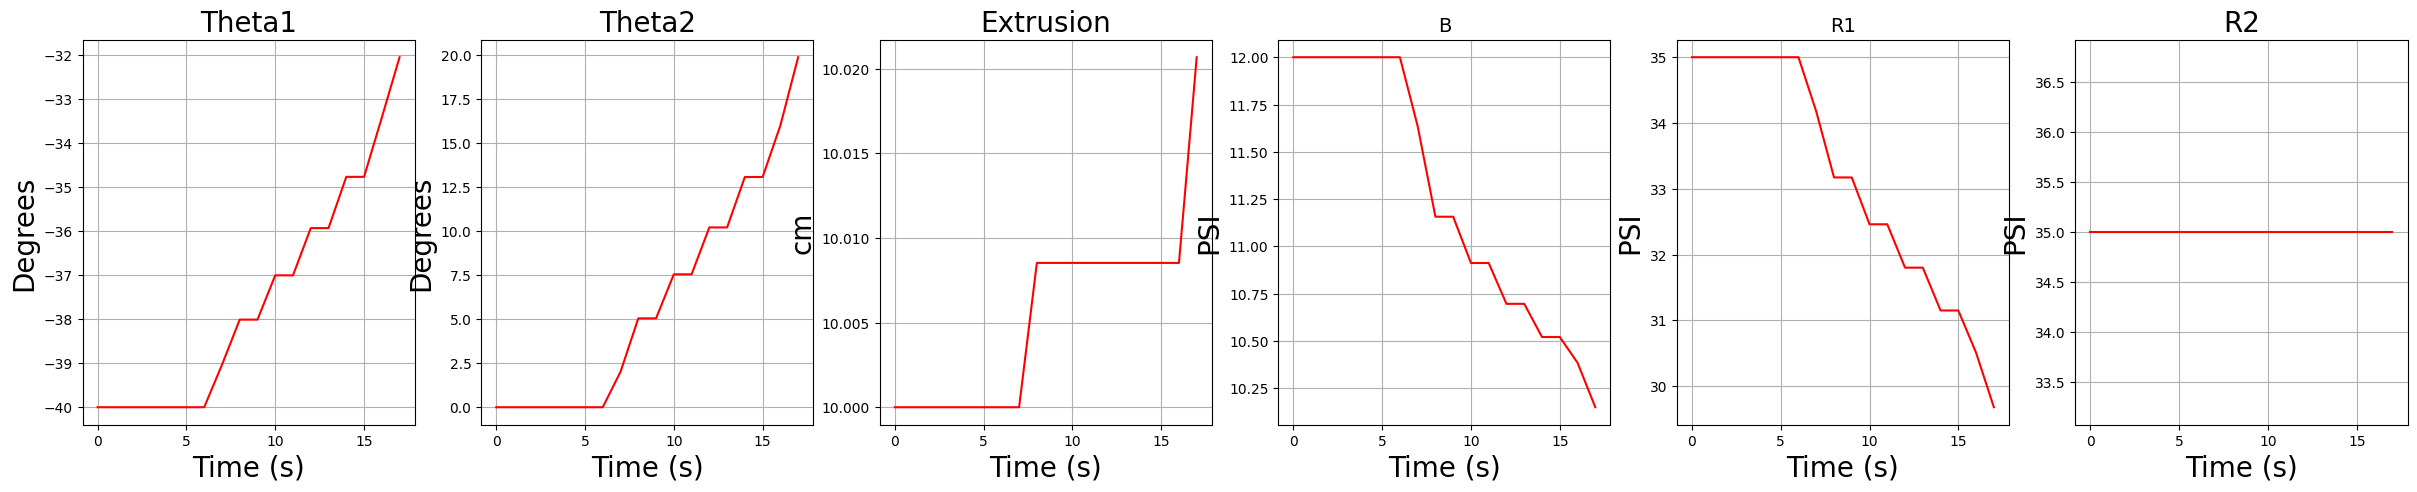 Theta1
Degrees
−32
−33
−34
−35
−36
−37
−38
−39
−40
0 5 10 15
Time (s)
Theta2
Degrees
20.0
17.5
15.0
12.5
10.0
7.5
5.0
2.5
0.0
0 5 10 15
Time (s)
Extrusion
cm
10.020
10.015
10.010
10.005
10.000
0 5 10 15
Time (s)
B
PSI
12.00
11.75
11.50
11.25
11.00
10.75
10.50
10.25
0 5 10 15
Time (s)
R1
PSI
35
34
33
32
31
30
0 5 10 15
Time (s)
R2
PSI
36.5
36.0
35.5
35.0
34.5
34.0
33.5
0 5 10 15
Time (s)